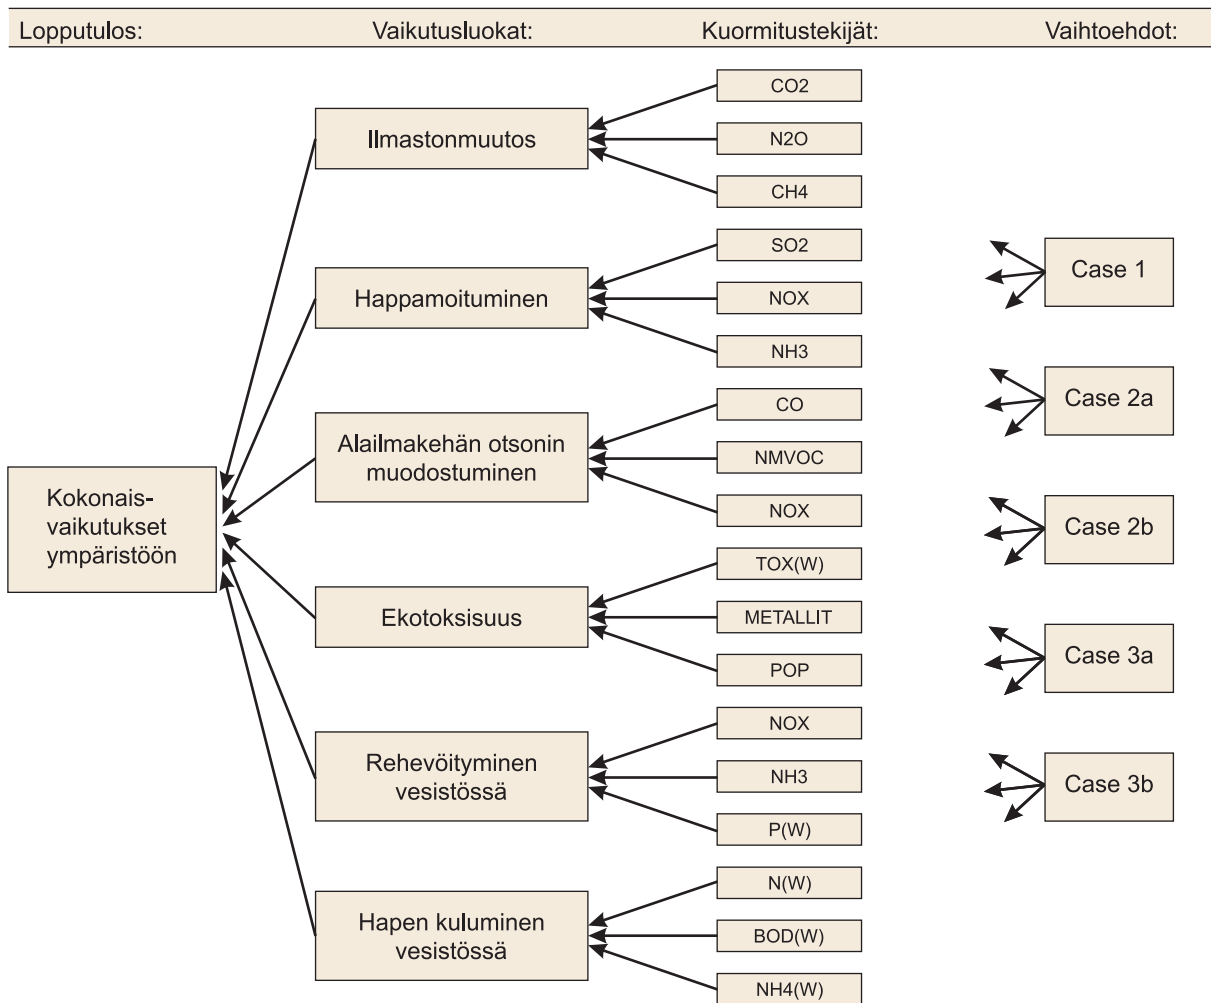 Lopputulos: Vaikutusluokat: Kuormitustekijät: Vaihtoehdot:
Kokonais-
vaikutukset
ympäristöön
Ilmastonmuutos
Happamoituminen
Alailmakehän otsonin
muodostuminen
Ekotoksisuus
Rehevöityminen
vesistössä
Hapen kuluminen
vesistössä
CO2
N2O
CH4
SO2
NOX
NH3
CO
NMVOC
NOX
TOX(W)
METALLIT
POP
NOX
NH3
P(W)
N(W)
BOD(W)
NH4(W)
Case 1
Case 2a
Case 2b
Case 3a
Case 3b